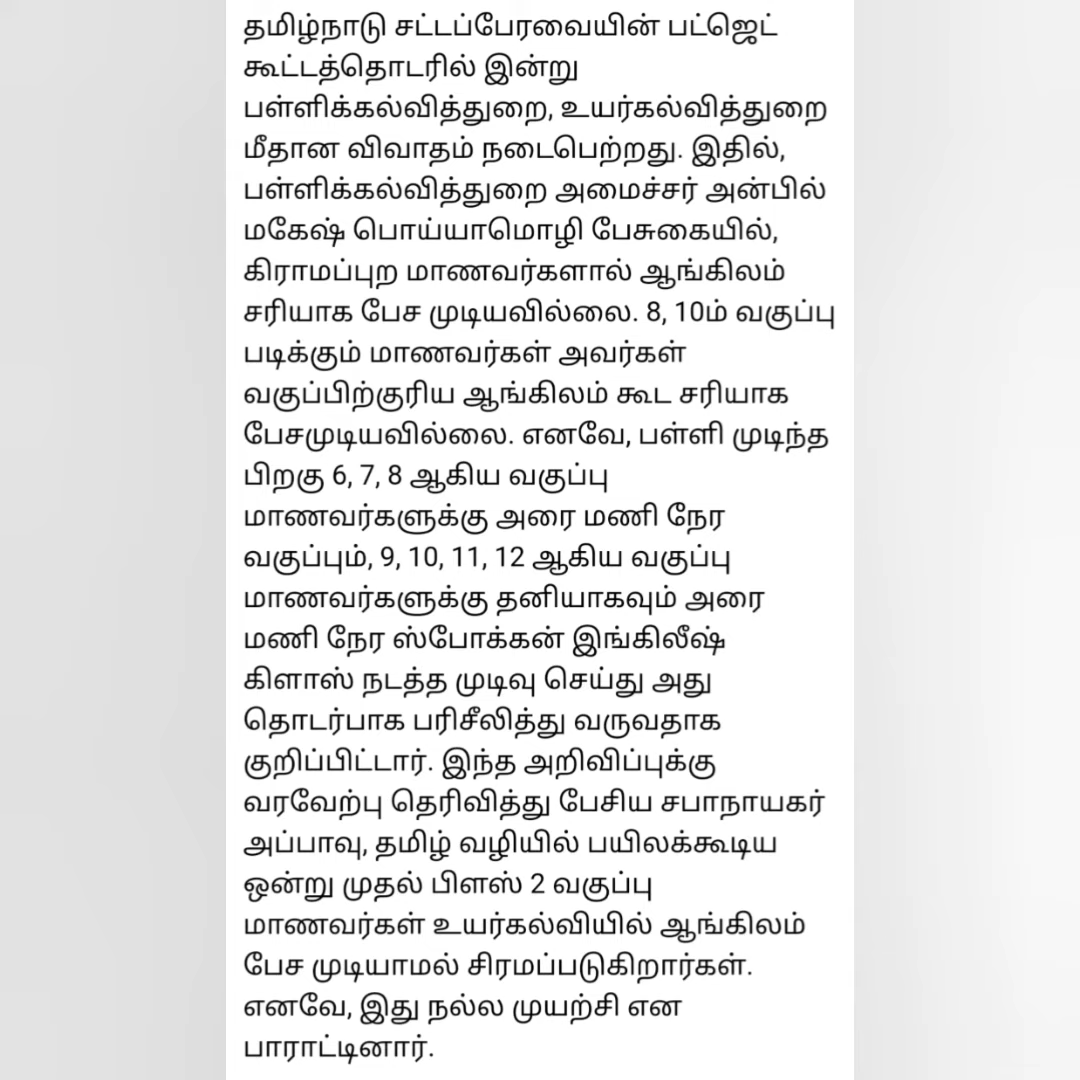 தமிழ்நாடு சட்டப்பேரவையின் பட்ஜெட்
கூட்டத்தொடரில் இன்று
பள்ளிக்கல்வித்துறை, உயர்கல்வித்துறை
மீதான விவாதம் நடைபெற்றது. இதில்,
பள்ளிக்கல்வித்துறை அமைச்சர் அன்பில்
மகேஷ் பொய்யாமொழி பேசுகையில்,
கிராமப்புற மாணவர்களால் ஆங்கிலம்
சரியாக பேச முடியவில்லை. 8, 10ம் வகுப்பு
படிக்கும் மாணவர்கள் அவர்கள்
வகுப்பிற்குரிய ஆங்கிலம் கூட சரியாக
பேசமுடியவில்லை. எனவே, பள்ளி முடிந்த
பிறகு 6, 7, 8 ஆகிய வகுப்பு
மாணவர்களுக்கு அரை மணி நேர
வகுப்பும், 9, 10, 11, 12 ஆகிய வகுப்பு
மாணவர்களுக்கு தனியாகவும் அரை
மணி நேர ஸ்போக்கன் இங்கிலீஷ்
கிளாஸ் நடத்த முடிவு செய்து அது
தொடர்பாக பரிசீலித்து வருவதாக
குறிப்பிட்டார். இந்த அறிவிப்புக்கு
வரவேற்பு தெரிவித்து பேசிய சபாநாயகர்
அப்பாவு, தமிழ் வழியில் பயிலக்கூடிய
ஒன்று முதல் பிளஸ் 2 வகுப்பு
மாணவர்கள் உயர்கல்வியில் ஆங்கிலம்
பேச முடியாமல் சிரமப்படுகிறார்கள்.
எனவே, இது நல்ல முயற்சி என
பாராட்டினார்.